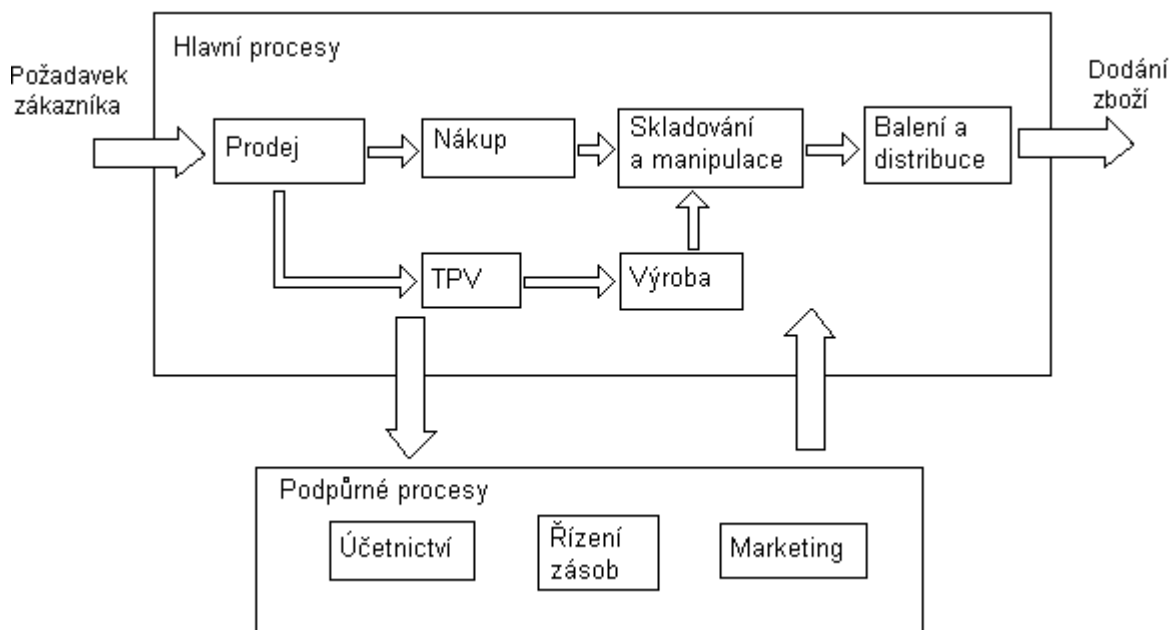 Hlavní procesy
Požadavek
zákazníka
Dodání
zboží
Prodej
Nákup
Skladování
a manipulace
Balení a
distribuce
TPV
Výroba
Podpůrné procesy
Účetnictví
Řízení
zásob
Marketing